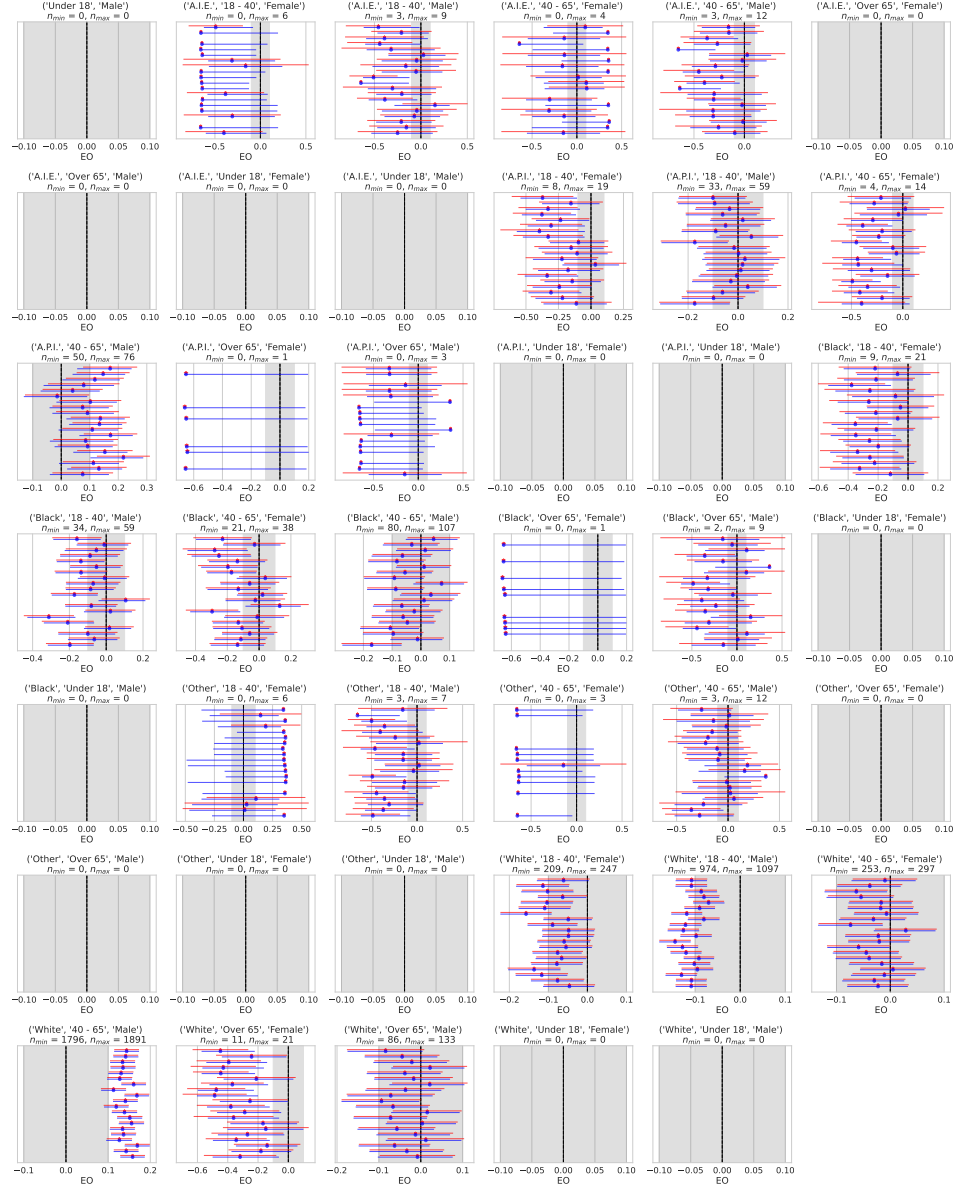 ('Under 18', 'Male')
n_min = 0, n_max = 0
−0.10 −0.05 0.00 0.05 0.10
EO
('A.I.E.', '18 - 40', 'Female')
n_min = 0, n_max = 6
−0.5 0.0 0.5
EO
('A.I.E.', '18 - 40', 'Male')
n_min = 3, n_max = 9
−0.5 0.0 0.5
EO
('A.I.E.', '40 - 65', 'Female')
n_min = 0, n_max = 4
−0.5 0.0 0.5
EO
('A.I.E.', '40 - 65', 'Male')
n_min = 3, n_max = 12
−0.5 0.0 0.5
EO
('A.I.E.', 'Over 65', 'Female')
n_min = 0, n_max = 0
−0.10 −0.05 0.00 0.05 0.10
EO
('A.I.E.', 'Over 65', 'Male')
n_min = 0, n_max = 0
−0.10 −0.05 0.00 0.05 0.10
EO
('A.I.E.', 'Under 18', 'Female')
n_min = 0, n_max = 0
−0.10 −0.05 0.00 0.05 0.10
EO
('A.I.E.', 'Under 18', 'Male')
n_min = 0, n_max = 0
−0.10 −0.05 0.00 0.05 0.10
EO
('A.P.I.', '18 - 40', 'Female')
n_min = 8, n_max = 19
−0.50 −0.25 0.00 0.25
EO
('A.P.I.', '18 - 40', 'Male')
n_min = 33, n_max = 59
−0.2 0.0 0.2
EO
('A.P.I.', '40 - 65', 'Female')
n_min = 4, n_max = 14
−0.5 0.0
EO
('A.P.I.', '40 - 65', 'Male')
n_min = 50, n_max = 76
−0.1 0.0 0.1 0.2 0.3
EO
('A.P.I.', 'Over 65', 'Female')
n_min = 0, n_max = 1
−0.6 −0.4 −0.2 0.0 0.2
EO
('A.P.I.', 'Over 65', 'Male')
n_min = 0, n_max = 3
−0.5 0.0 0.5
EO
('A.P.I.', 'Under 18', 'Female')
n_min = 0, n_max = 0
−0.10 −0.05 0.00 0.05 0.10
EO
('A.P.I.', 'Under 18', 'Male')
n_min = 0, n_max = 0
−0.10 −0.05 0.00 0.05 0.10
EO
('Black', '18 - 40', 'Female')
n_min = 9, n_max = 21
−0.6 −0.4 −0.2 0.0 0.2
EO
('Black', '18 - 40', 'Male')
n_min = 34, n_max = 59
−0.4 −0.2 0.0 0.2
EO
('Black', '40 - 65', 'Female')
n_min = 21, n_max = 38
−0.4 −0.2 0.0 0.2
EO
('Black', '40 - 65', 'Male')
n_min = 80, n_max = 107
−0.2 −0.1 0.0 0.1
EO
('Black', 'Over 65', 'Female')
n_min = 0, n_max = 1
−0.6 −0.4 −0.2 0.0 0.2
EO
('Black', 'Over 65', 'Male')
n_min = 2, n_max = 9
−0.5 0.0 0.5
EO
('Black', 'Under 18', 'Female')
n_min = 0, n_max = 0
−0.10 −0.05 0.00 0.05 0.10
EO
('Black', 'Under 18', 'Male')
n_min = 0, n_max = 0
−0.10 −0.05 0.00 0.05 0.10
EO
('Other', '18 - 40', 'Female')
n_min = 0, n_max = 6
−0.50 −0.25 0.00 0.25 0.50
EO
('Other', '18 - 40', 'Male')
n_min = 3, n_max = 7
−0.5 0.0 0.5
EO
('Other', '40 - 65', 'Female')
n_min = 0, n_max = 3
−0.5 0.0 0.5
EO
('Other', '40 - 65', 'Male')
n_min = 3, n_max = 12
−0.5 0.0 0.5
EO
('Other', 'Over 65', 'Female')
n_min = 0, n_max = 0
−0.10 −0.05 0.00 0.05 0.10
EO
('Other', 'Over 65', 'Male')
n_min = 0, n_max = 0
−0.10 −0.05 0.00 0.05 0.10
EO
('Other', 'Under 18', 'Female')
n_min = 0, n_max = 0
−0.10 −0.05 0.00 0.05 0.10
EO
('Other', 'Under 18', 'Male')
n_min = 0, n_max = 0
−0.10 −0.05 0.00 0.05 0.10
EO
('White', '18 - 40', 'Female')
n_min = 209, n_max = 247
−0.2 −0.1 0.0 0.1
EO
('White', '18 - 40', 'Male')
n_min = 974, n_max = 1097
−0.1 0.0 0.1
EO
('White', '40 - 65', 'Female')
n_min = 253, n_max = 297
−0.1 0.0 0.1
EO
('White', '40 - 65', 'Male')
n_min = 1796, n_max = 1891
−0.1 0.0 0.1 0.2
EO
('White', 'Over 65', 'Female')
n_min = 11, n_max = 21
−0.6 −0.4 −0.2 0.0
EO
('White', 'Over 65', 'Male')
n_min = 86, n_max = 133
−0.2 −0.1 0.0 0.1
EO
('White', 'Under 18', 'Female')
n_min = 0, n_max = 0
−0.10 −0.05 0.00 0.05 0.10
EO
('White', 'Under 18', 'Male')
n_min = 0, n_max = 0
−0.10 −0.05 0.00 0.05 0.10
EO